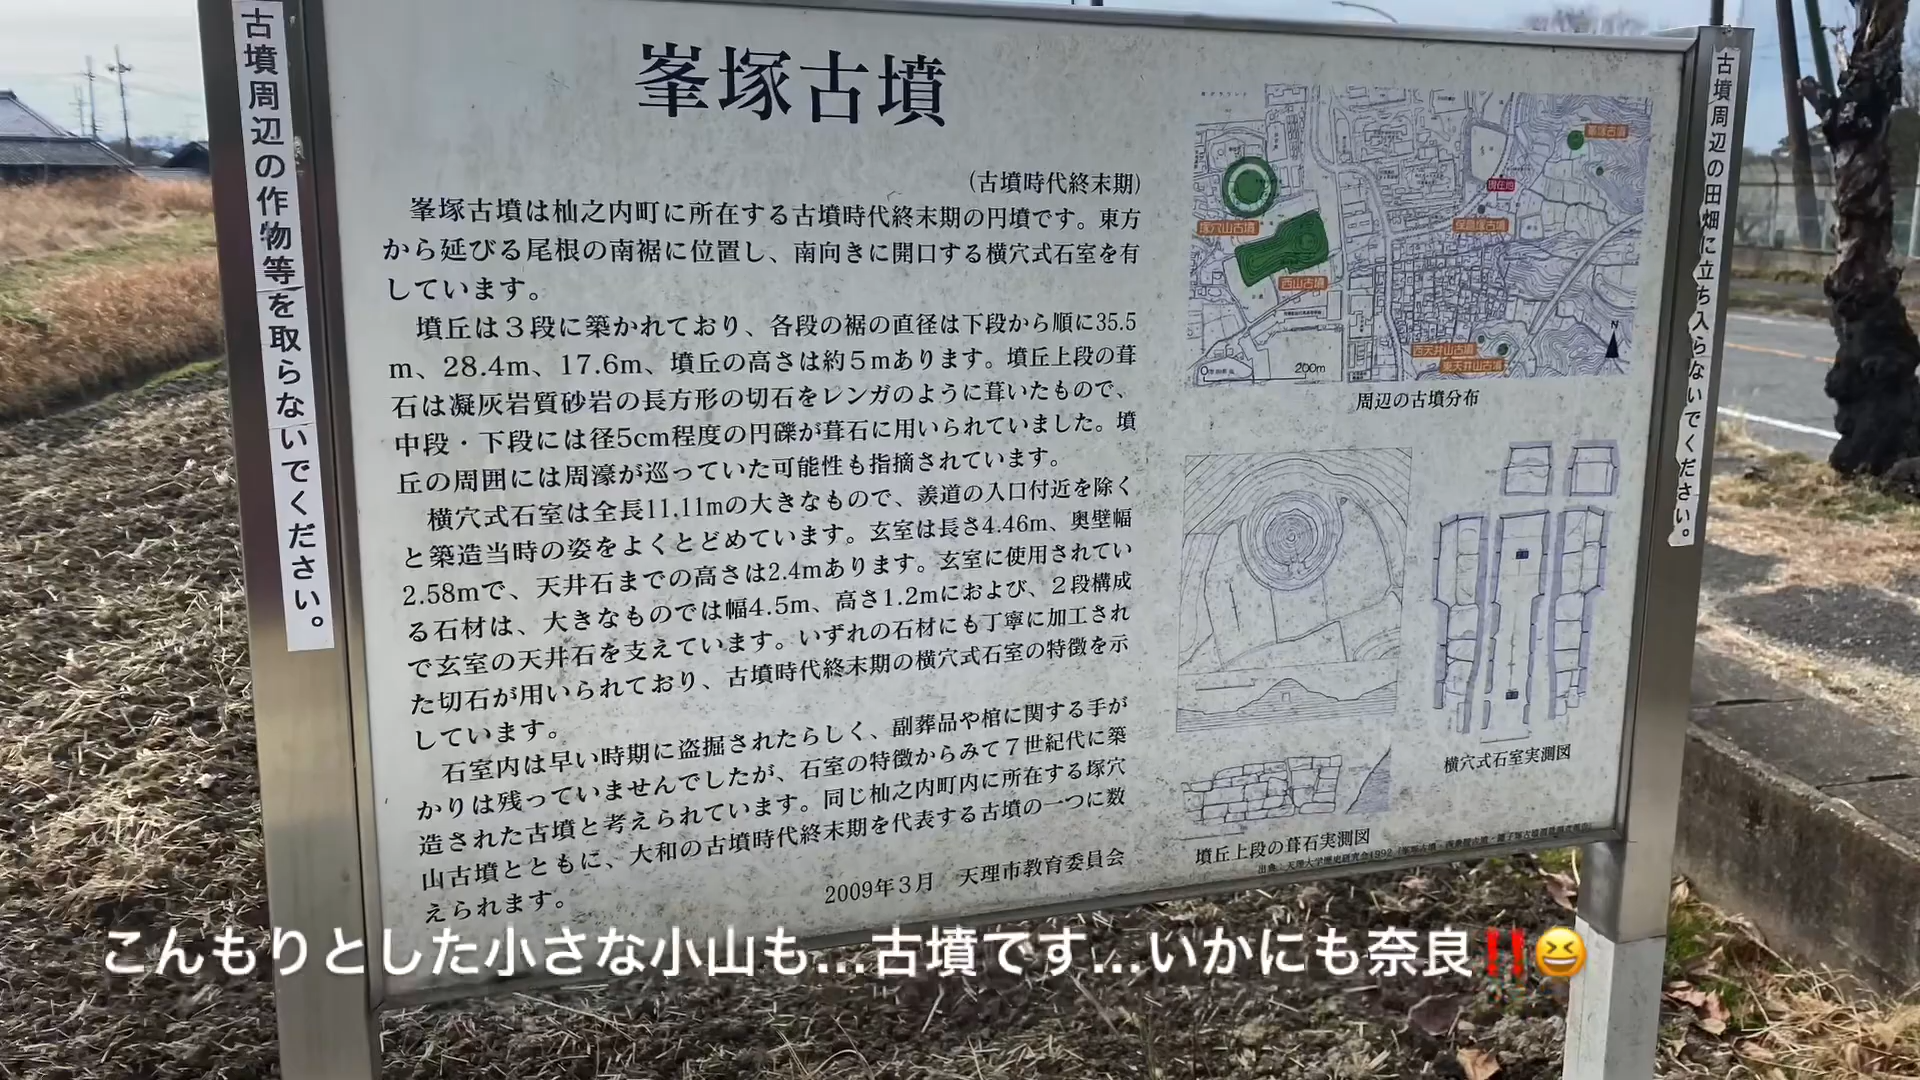 古墳周辺の作物等を取らないでください。
峯塚古墳
(古墳時代終末期)
峯塚古墳は杣之内町に所在する古墳時代終末期の円墳です。東方
から延びる尾根の南裾に位置し、南向きに開口する横穴式石室を有
しています。
墳丘は3段に築かれており、各段の裾の直径は下段から順に35.5
m、28.4m、17.6m、墳丘の高さは約5mあります。墳丘上段の葺
石は凝灰岩質砂岩の長方形の切石をレンガのように葺いたもので、
中段・下段には径5cm程度の円礫が葺石に用いられていました。墳
丘の周囲には周濠が巡っていた可能性も指摘されています。
横穴式石室は全長11.11mの大きなもので、羨道の入口付近を除く
と築造当時の姿をよくとどめています。玄室は長さ4.46m、奥壁幅
2.58mで、天井石までの高さは2.4mあります。玄室に使用されてい
る石材は、大きなものでは幅4.5m、高さ1.2mにおよび、2段構成
で玄室の天井石を支えています。いずれの石材にも丁寧に加工され
た切石が用いられており、古墳時代終末期の横穴式石室の特徴を示
しています。
石室内は早い時期に盗掘されたらしく、副葬品や棺に関する手が
かりは残っていませんでしたが、石室の特徴からみて7世紀代に築
造された古墳と考えられています。同じ杣之内町内に所在する塚穴
山古墳とともに、大和の古墳時代終末期を代表する古墳の一つに数
えられます。
2009年3月 天理市教育委員会
峯塚古墳
現在地
塚穴山古墳
西山古墳
西天井山古墳
東天井山古墳
N
200m
周辺の古墳分布
横穴式石室実測図
墳丘上段の葺石実測図
古墳周辺の田畑に立ち入らないでください。
こんもりとした小さな小山も...古墳です...いかにも奈良‼️😆